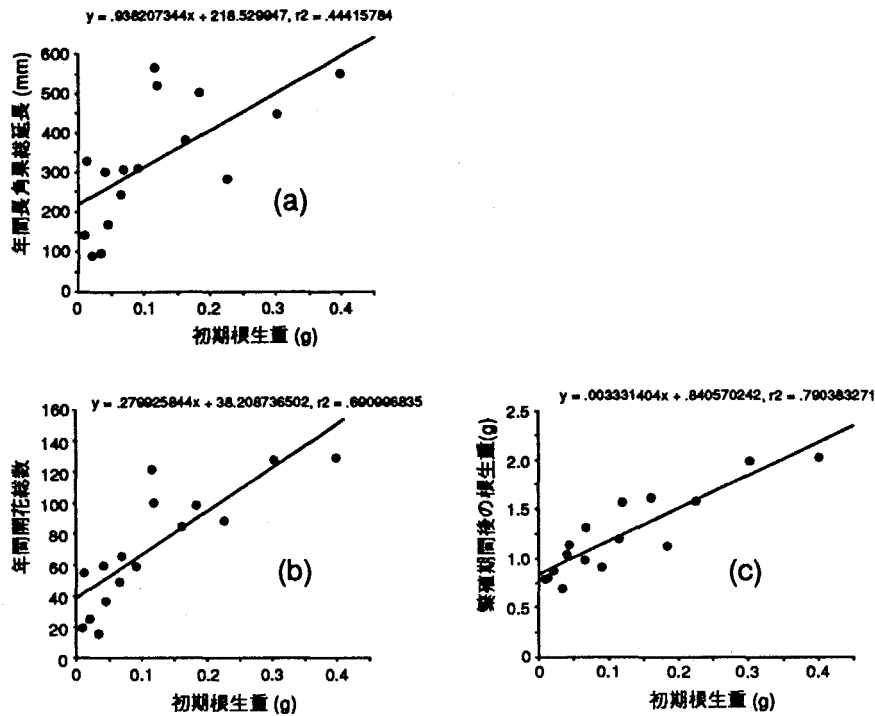 y = .938207344x + 218.529947, r2 = .44415784
年間長角果総延長 (mm)
600
500
400
300
200
100
0
(a)
0 0.1 0.2 0.3 0.4
初期根生重 (g)
y = .279925844x + 38.208736502, r2 = .690996835
年間開花総数
160
140
120
100
80
60
40
20
0
(b)
0 0.1 0.2 0.3 0.4
初期根生重 (g)
y = .003331404x + .840570242, r2 = .790383271
繁殖期間後の根生重(g)
2.5
2.0
1.5
1.0
0.5
0
(c)
0 0.1 0.2 0.3 0.4
初期根生重 (g)